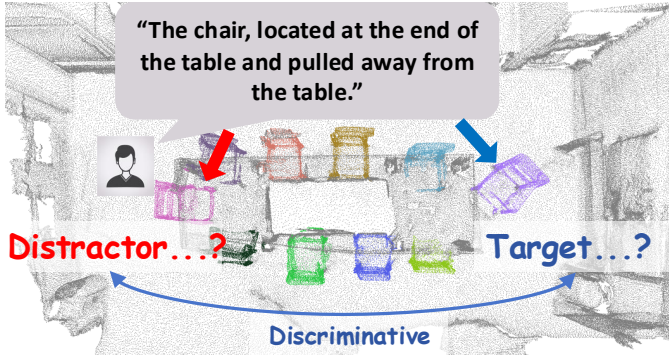 “The chair, located at the end of
the table and pulled away from
the table.”
Distractor...?
Target...?
Discriminative